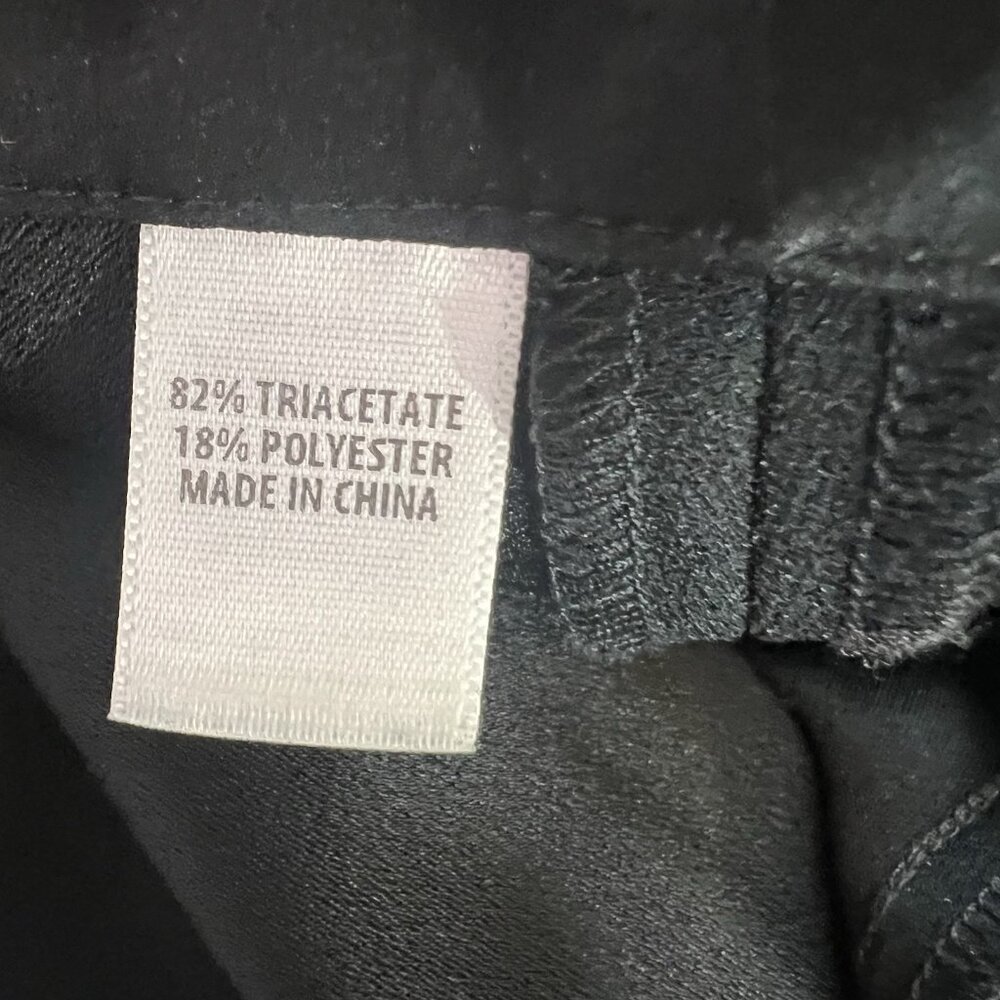 82% TRIACETATE
18% POLYESTER
MADE IN CHINA